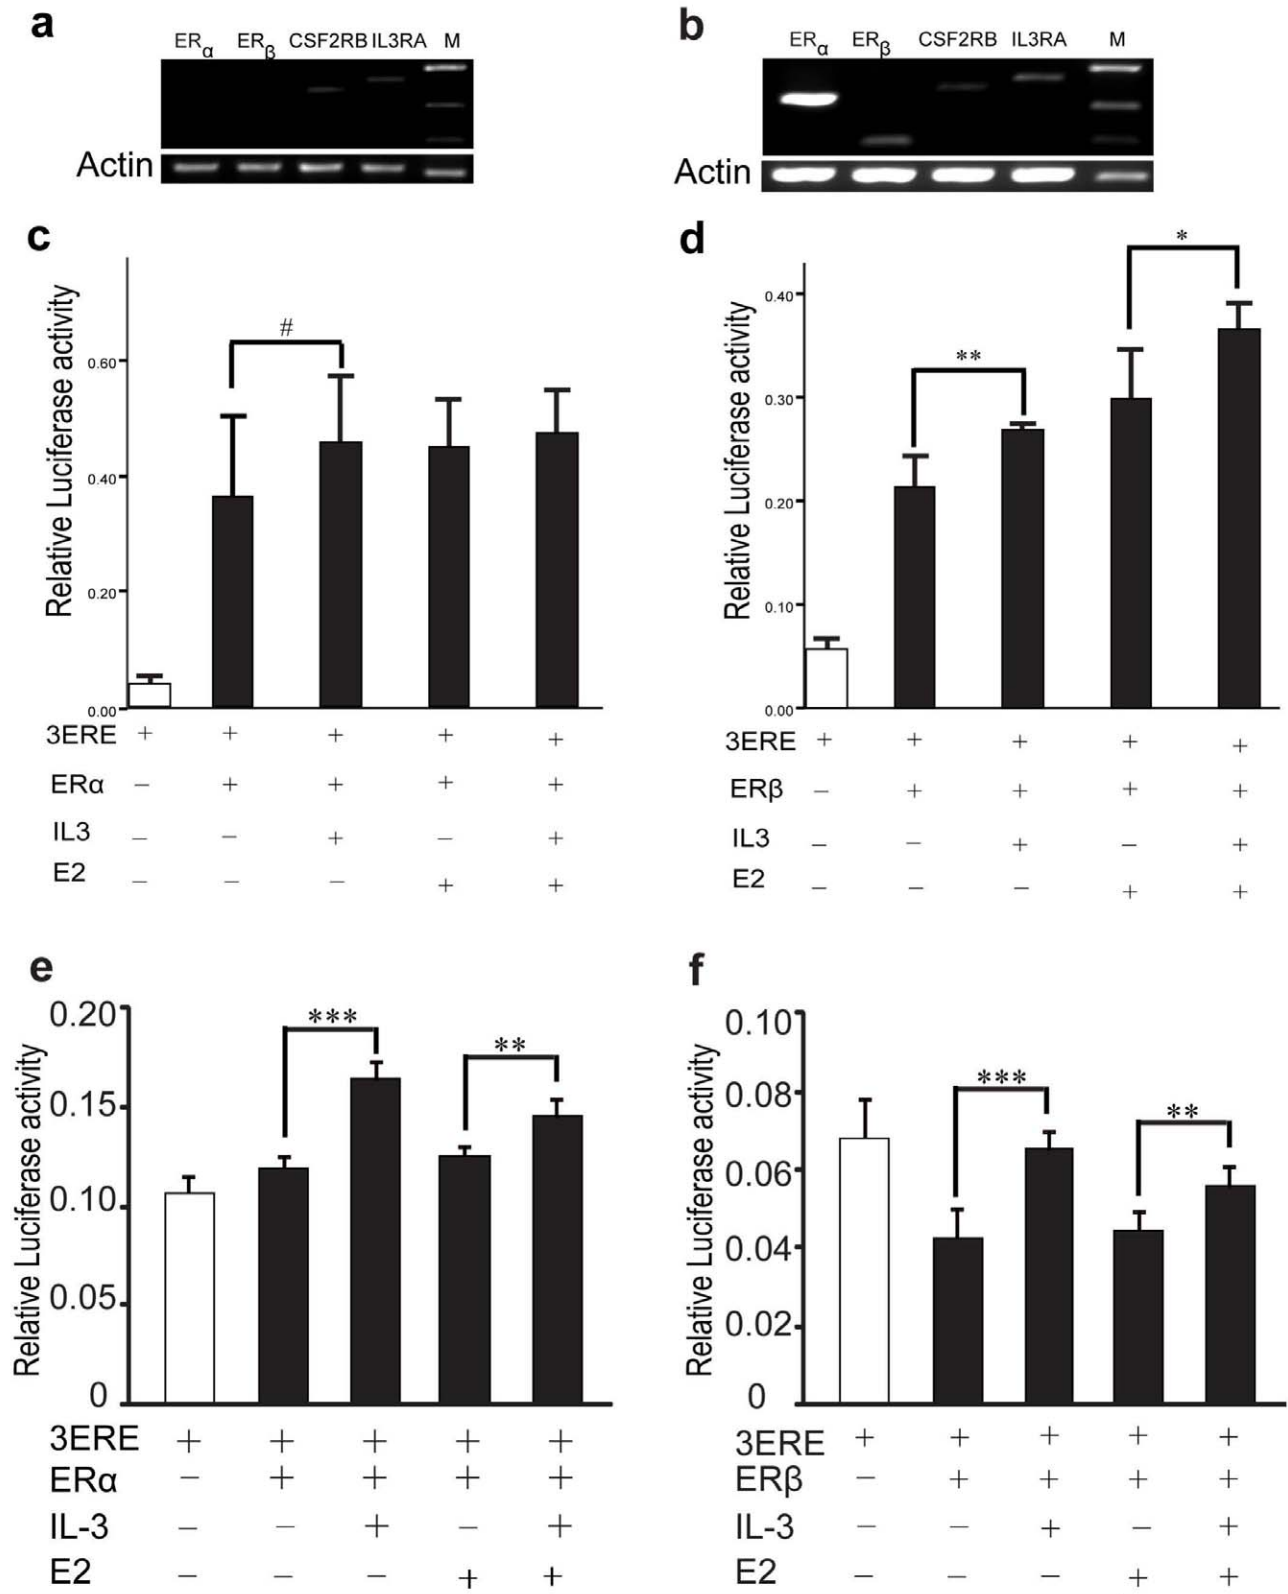 a
ERα ERβ CSF2RB IL3RA M
Actin
b
ERα ERβ CSF2RB IL3RA M
Actin
c
Relative Luciferase activity
0.60
0.40
0.20
0.00
#
3ERE + + + + +
ERα – + + + +
IL3 – – + – +
E2 – – – + +
d
Relative Luciferase activity
0.40
0.30
0.20
0.10
0.00
**
*
3ERE + + + + +
ERβ – + + + +
IL3 – – + – +
E2 – – – + +
e
Relative Luciferase activity
0.20
0.15
0.10
0.05
0
***
**
3ERE + + + + +
ERα – + + + +
IL-3 – – + – +
E2 – – – + +
f
Relative Luciferase activity
0.10
0.08
0.06
0.04
0.02
0
***
**
3ERE + + + + +
ERβ – + + + +
IL-3 – – + – +
E2 – – – + +